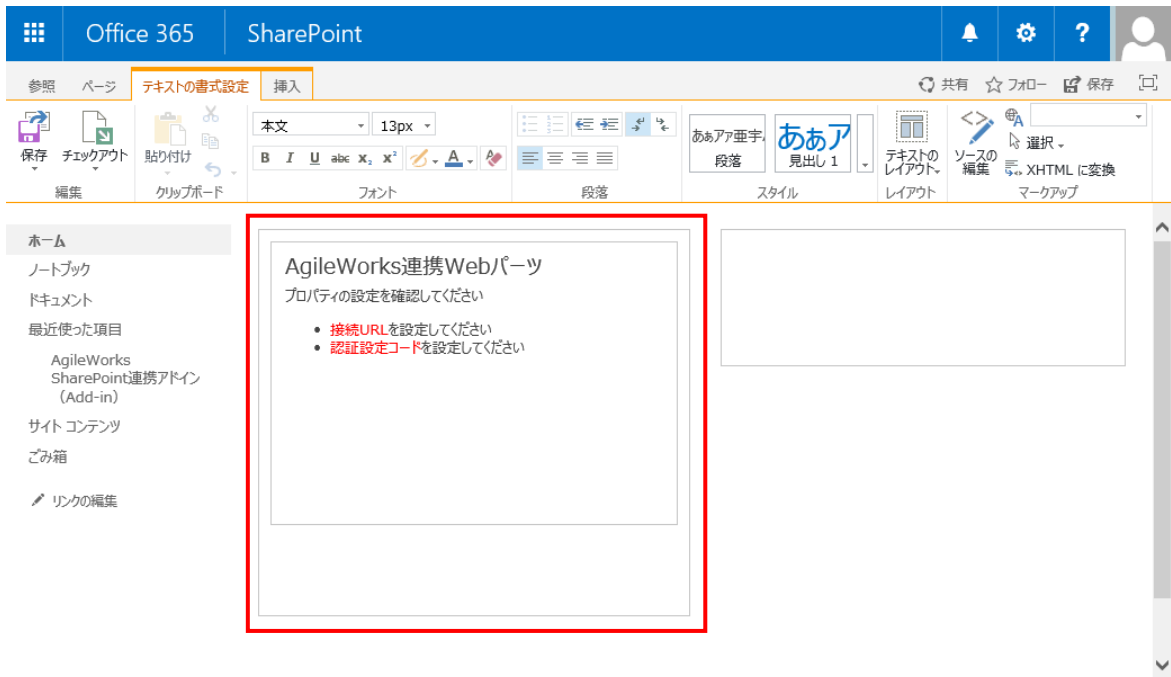 Office 365 SharePoint ?
参照 ページ テキストの書式設定 挿入 共有 フォロー 保存
保存 チェックアウト 貼り付け
編集 クリップボード
本文 13px
B I U abc x₂ x² A
フォント
段落
あぁアァ亜宇 段落
ああア 見出し 1
スタイル
テキストの レイアウト
レイアウト
ソースの 編集
選択
XHTML に変換
マークアップ
ホーム
ノートブック
ドキュメント
最近使った項目
AgileWorks
SharePoint連携アドイン
(Add-in)
サイト コンテンツ
ごみ箱
リンクの編集
AgileWorks連携Webパーツ
プロパティの設定を確認してください
• 接続URLを設定してください
• 認証設定コードを設定してください